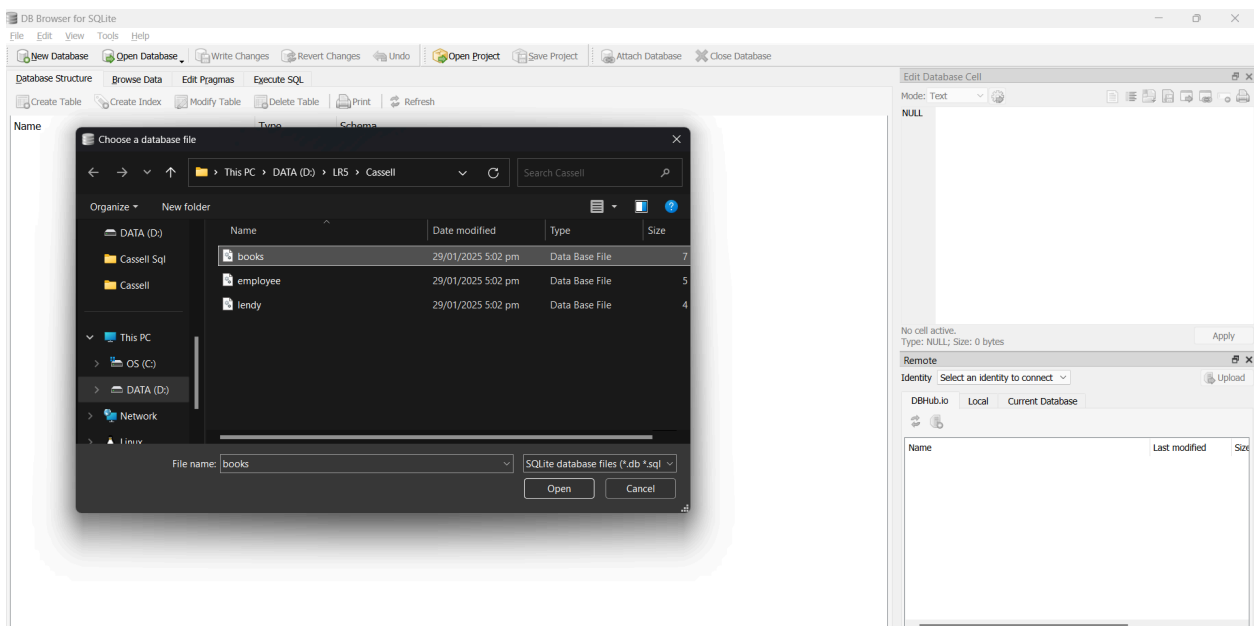 DB Browser for SQLite
File Edit View Tools Help
New Database Open Database Write Changes Revert Changes Undo Open Project Save Project Attach Database Close Database
Database Structure Browse Data Edit Pragmas Execute SQL
Create Table Create Index Modify Table Delete Table Print Refresh
Name Type Schema
Choose a database file
This PC > DATA (D:) > LR5 > Cassell
Search Cassell
Organize New folder
DATA (D:)
Cassell Sql
Cassell
This PC
OS (C:)
DATA (D:)
Network
Linux
Name Date modified Type Size
books 29/01/2025 5:02 pm Data Base File 7
employee 29/01/2025 5:02 pm Data Base File 5
lendy 29/01/2025 5:02 pm Data Base File 4
File name: books SQLite database files (*.db *.sql
Open Cancel
Edit Database Cell
Mode: Text
NULL
No cell active.
Type: NULL; Size: 0 bytes
Apply
Remote
Identity Select an identity to connect Upload
DBHub.io Local Current Database
Name Last modified Size